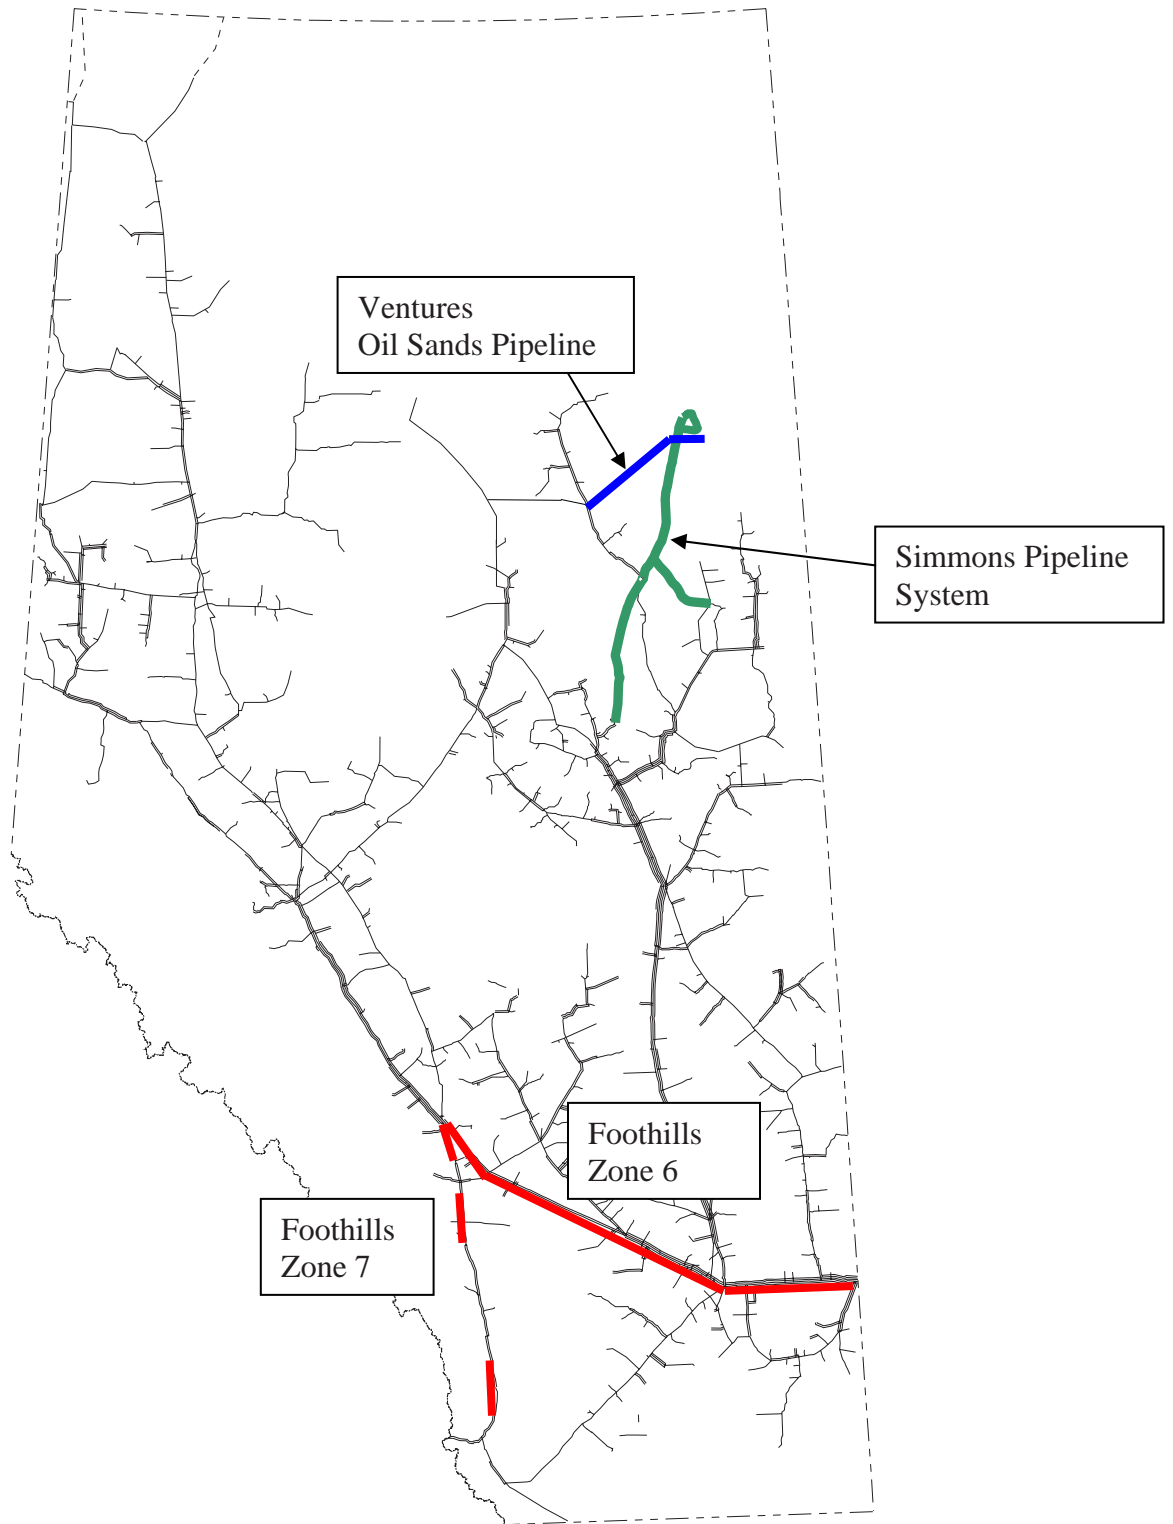 Ventures
Oil Sands Pipeline
Simmons Pipeline
System
Foothills
Zone 6
Foothills
Zone 7